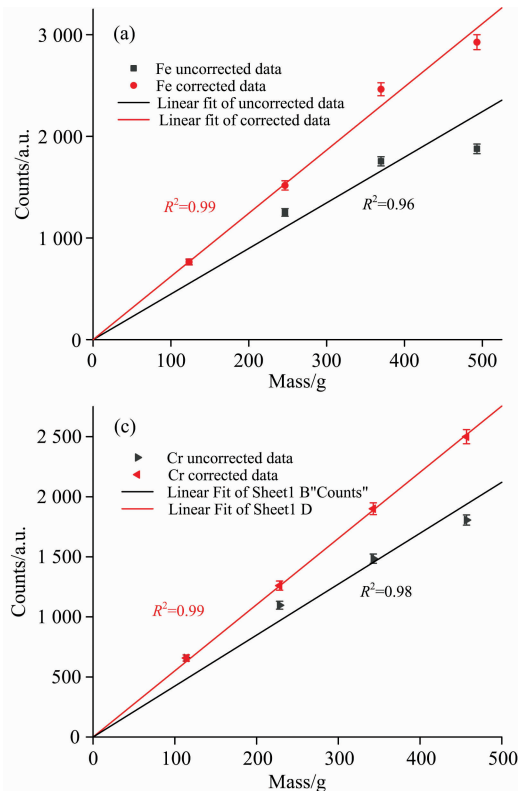 (a)
Fe uncorrected data
Fe corrected data
Linear fit of uncorrected data
Linear fit of corrected data
3 000
2 000
1 000
0
Counts/a.u.
R²=0.99
R²=0.96
0 100 200 300 400 500
Mass/g
(c)
Cr uncorrected data
Cr corrected data
Linear Fit of Sheet1 B"Counts"
Linear Fit of Sheet1 D
2 500
2 000
1 500
1 000
500
0
Counts/a.u.
R²=0.99
R²=0.98
0 100 200 300 400 500
Mass/g